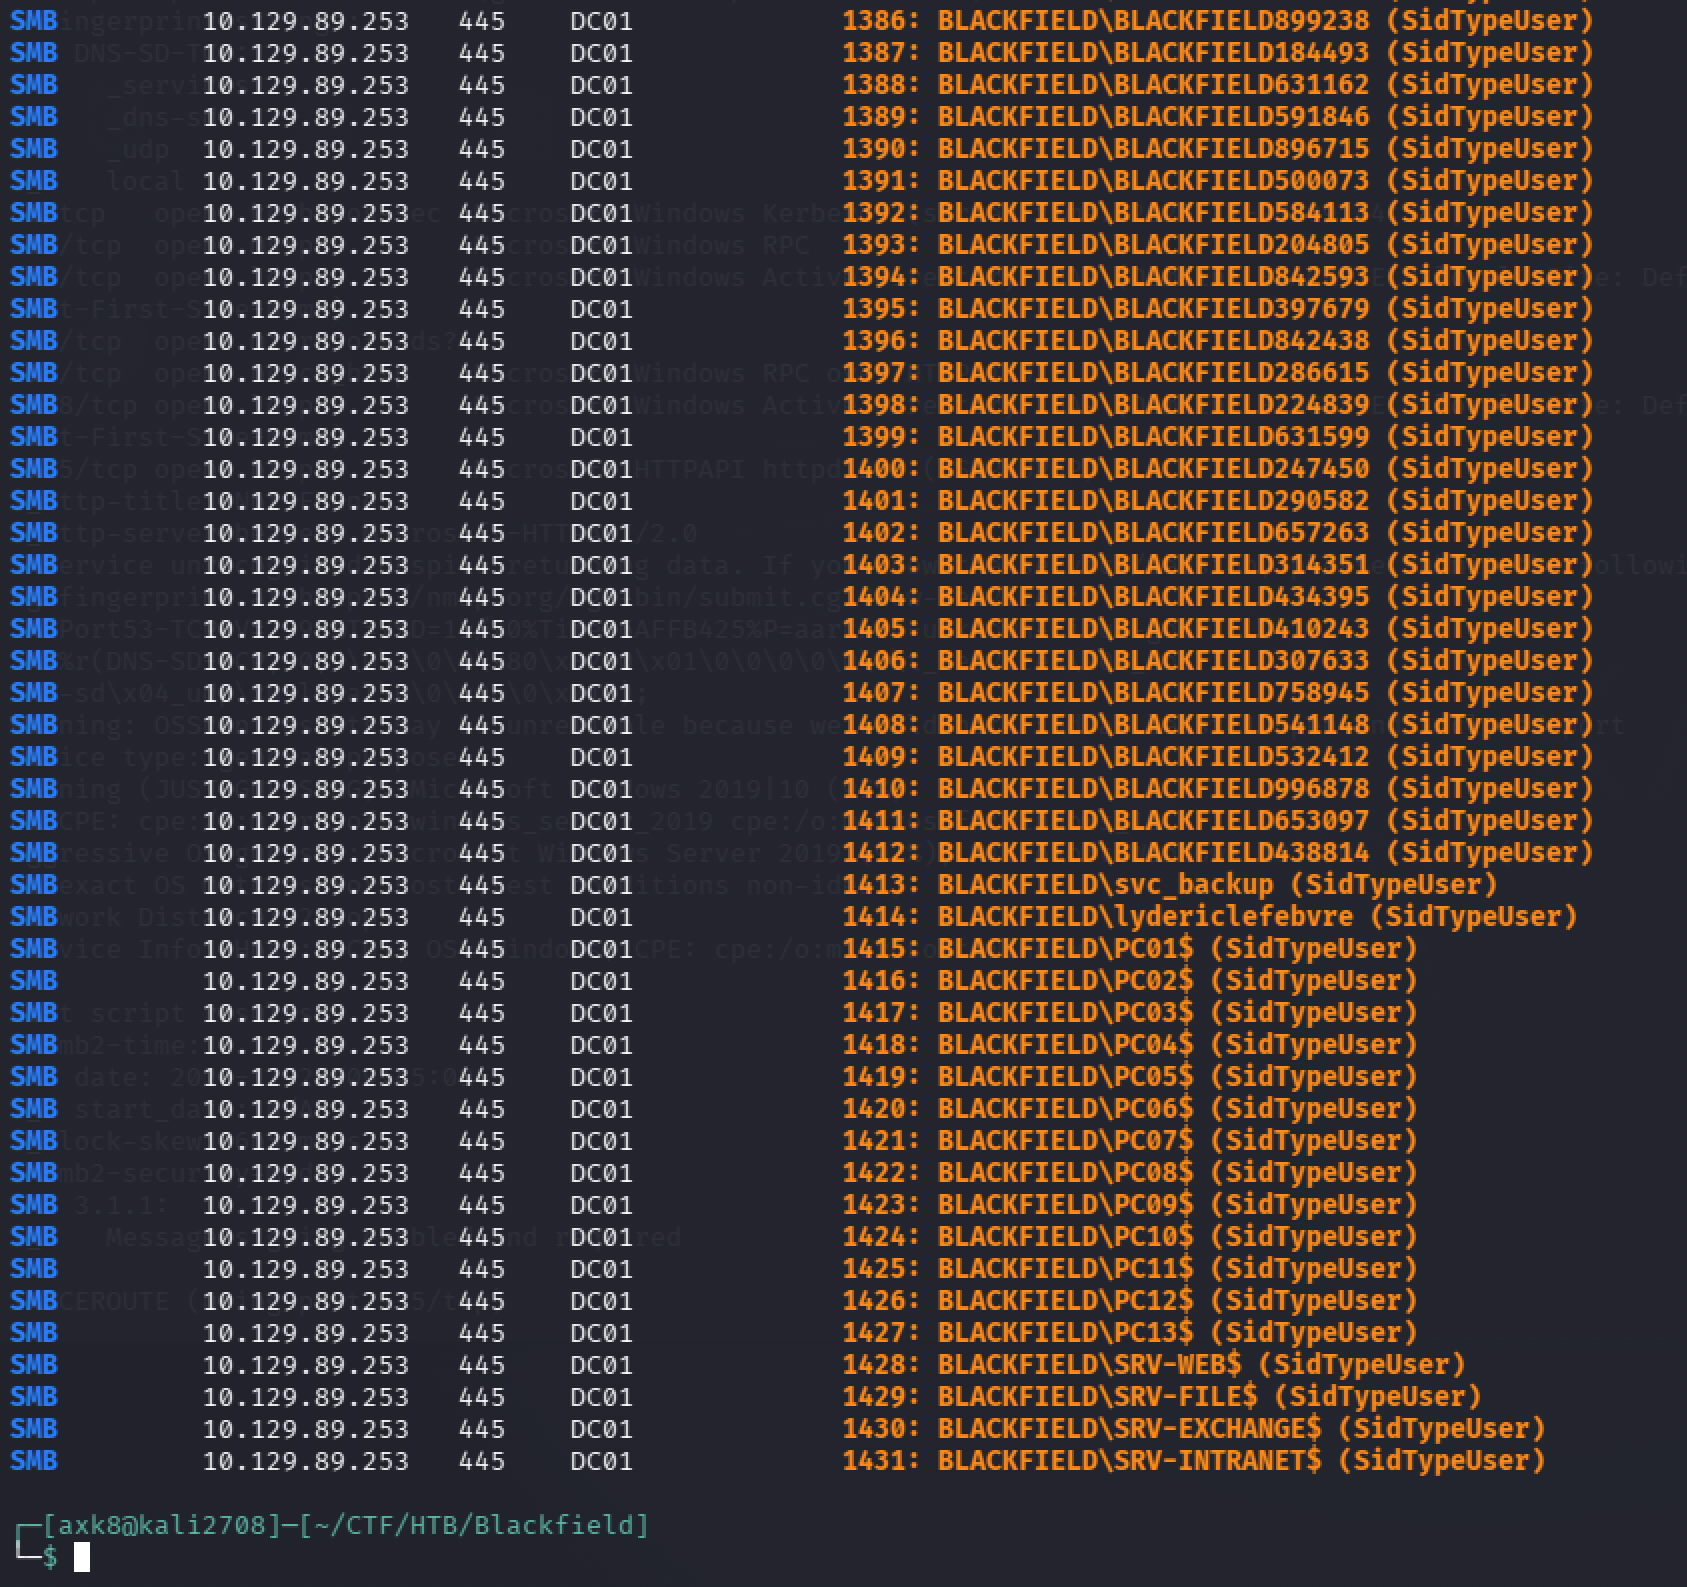 SMB 10.129.89.253 445 DC01 1386: BLACKFIELD\BLACKFIELD899238 (SidTypeUser)
SMB 10.129.89.253 445 DC01 1387: BLACKFIELD\BLACKFIELD184493 (SidTypeUser)
SMB 10.129.89.253 445 DC01 1388: BLACKFIELD\BLACKFIELD631162 (SidTypeUser)
SMB 10.129.89.253 445 DC01 1389: BLACKFIELD\BLACKFIELD591846 (SidTypeUser)
SMB 10.129.89.253 445 DC01 1390: BLACKFIELD\BLACKFIELD896715 (SidTypeUser)
SMB 10.129.89.253 445 DC01 1391: BLACKFIELD\BLACKFIELD500073 (SidTypeUser)
SMB 10.129.89.253 445 DC01 1392: BLACKFIELD\BLACKFIELD584113 (SidTypeUser)
SMB 10.129.89.253 445 DC01 1393: BLACKFIELD\BLACKFIELD204805 (SidTypeUser)
SMB 10.129.89.253 445 DC01 1394: BLACKFIELD\BLACKFIELD842593 (SidTypeUser)
SMB 10.129.89.253 445 DC01 1395: BLACKFIELD\BLACKFIELD397679 (SidTypeUser)
SMB 10.129.89.253 445 DC01 1396: BLACKFIELD\BLACKFIELD842438 (SidTypeUser)
SMB 10.129.89.253 445 DC01 1397: BLACKFIELD\BLACKFIELD286615 (SidTypeUser)
SMB 10.129.89.253 445 DC01 1398: BLACKFIELD\BLACKFIELD224839 (SidTypeUser)
SMB 10.129.89.253 445 DC01 1399: BLACKFIELD\BLACKFIELD631599 (SidTypeUser)
SMB 10.129.89.253 445 DC01 1400: BLACKFIELD\BLACKFIELD247450 (SidTypeUser)
SMB 10.129.89.253 445 DC01 1401: BLACKFIELD\BLACKFIELD290582 (SidTypeUser)
SMB 10.129.89.253 445 DC01 1402: BLACKFIELD\BLACKFIELD657263 (SidTypeUser)
SMB 10.129.89.253 445 DC01 1403: BLACKFIELD\BLACKFIELD314351 (SidTypeUser)
SMB 10.129.89.253 445 DC01 1404: BLACKFIELD\BLACKFIELD434395 (SidTypeUser)
SMB 10.129.89.253 445 DC01 1405: BLACKFIELD\BLACKFIELD410243 (SidTypeUser)
SMB 10.129.89.253 445 DC01 1406: BLACKFIELD\BLACKFIELD307633 (SidTypeUser)
SMB 10.129.89.253 445 DC01 1407: BLACKFIELD\BLACKFIELD758945 (SidTypeUser)
SMB 10.129.89.253 445 DC01 1408: BLACKFIELD\BLACKFIELD541148 (SidTypeUser)
SMB 10.129.89.253 445 DC01 1409: BLACKFIELD\BLACKFIELD532412 (SidTypeUser)
SMB 10.129.89.253 445 DC01 1410: BLACKFIELD\BLACKFIELD996878 (SidTypeUser)
SMB 10.129.89.253 445 DC01 1411: BLACKFIELD\BLACKFIELD653097 (SidTypeUser)
SMB 10.129.89.253 445 DC01 1412: BLACKFIELD\BLACKFIELD438814 (SidTypeUser)
SMB 10.129.89.253 445 DC01 1413: BLACKFIELD\svc_backup (SidTypeUser)
SMB 10.129.89.253 445 DC01 1414: BLACKFIELD\lydericlefebvre (SidTypeUser)
SMB 10.129.89.253 445 DC01 1415: BLACKFIELD\PC01$ (SidTypeUser)
SMB 10.129.89.253 445 DC01 1416: BLACKFIELD\PC02$ (SidTypeUser)
SMB 10.129.89.253 445 DC01 1417: BLACKFIELD\PC03$ (SidTypeUser)
SMB 10.129.89.253 445 DC01 1418: BLACKFIELD\PC04$ (SidTypeUser)
SMB 10.129.89.253 445 DC01 1419: BLACKFIELD\PC05$ (SidTypeUser)
SMB 10.129.89.253 445 DC01 1420: BLACKFIELD\PC06$ (SidTypeUser)
SMB 10.129.89.253 445 DC01 1421: BLACKFIELD\PC07$ (SidTypeUser)
SMB 10.129.89.253 445 DC01 1422: BLACKFIELD\PC08$ (SidTypeUser)
SMB 10.129.89.253 445 DC01 1423: BLACKFIELD\PC09$ (SidTypeUser)
SMB 10.129.89.253 445 DC01 1424: BLACKFIELD\PC10$ (SidTypeUser)
SMB 10.129.89.253 445 DC01 1425: BLACKFIELD\PC11$ (SidTypeUser)
SMB 10.129.89.253 445 DC01 1426: BLACKFIELD\PC12$ (SidTypeUser)
SMB 10.129.89.253 445 DC01 1427: BLACKFIELD\PC13$ (SidTypeUser)
SMB 10.129.89.253 445 DC01 1428: BLACKFIELD\SRV-WEB$ (SidTypeUser)
SMB 10.129.89.253 445 DC01 1429: BLACKFIELD\SRV-FILE$ (SidTypeUser)
SMB 10.129.89.253 445 DC01 1430: BLACKFIELD\SRV-EXCHANGE$ (SidTypeUser)
SMB 10.129.89.253 445 DC01 1431: BLACKFIELD\SRV-INTRANET$ (SidTypeUser)
┌─[axk8@kali2708]─[~/CTF/HTB/Blackfield]
└─$